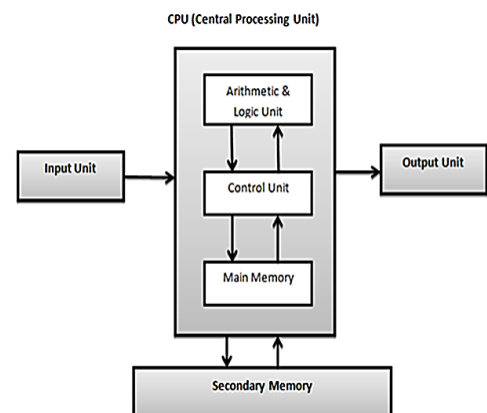 CPU (Central Processing Unit)
Arithmetic &
Logic Unit
Input Unit
Control Unit
Output Unit
Main Memory
Secondary Memory